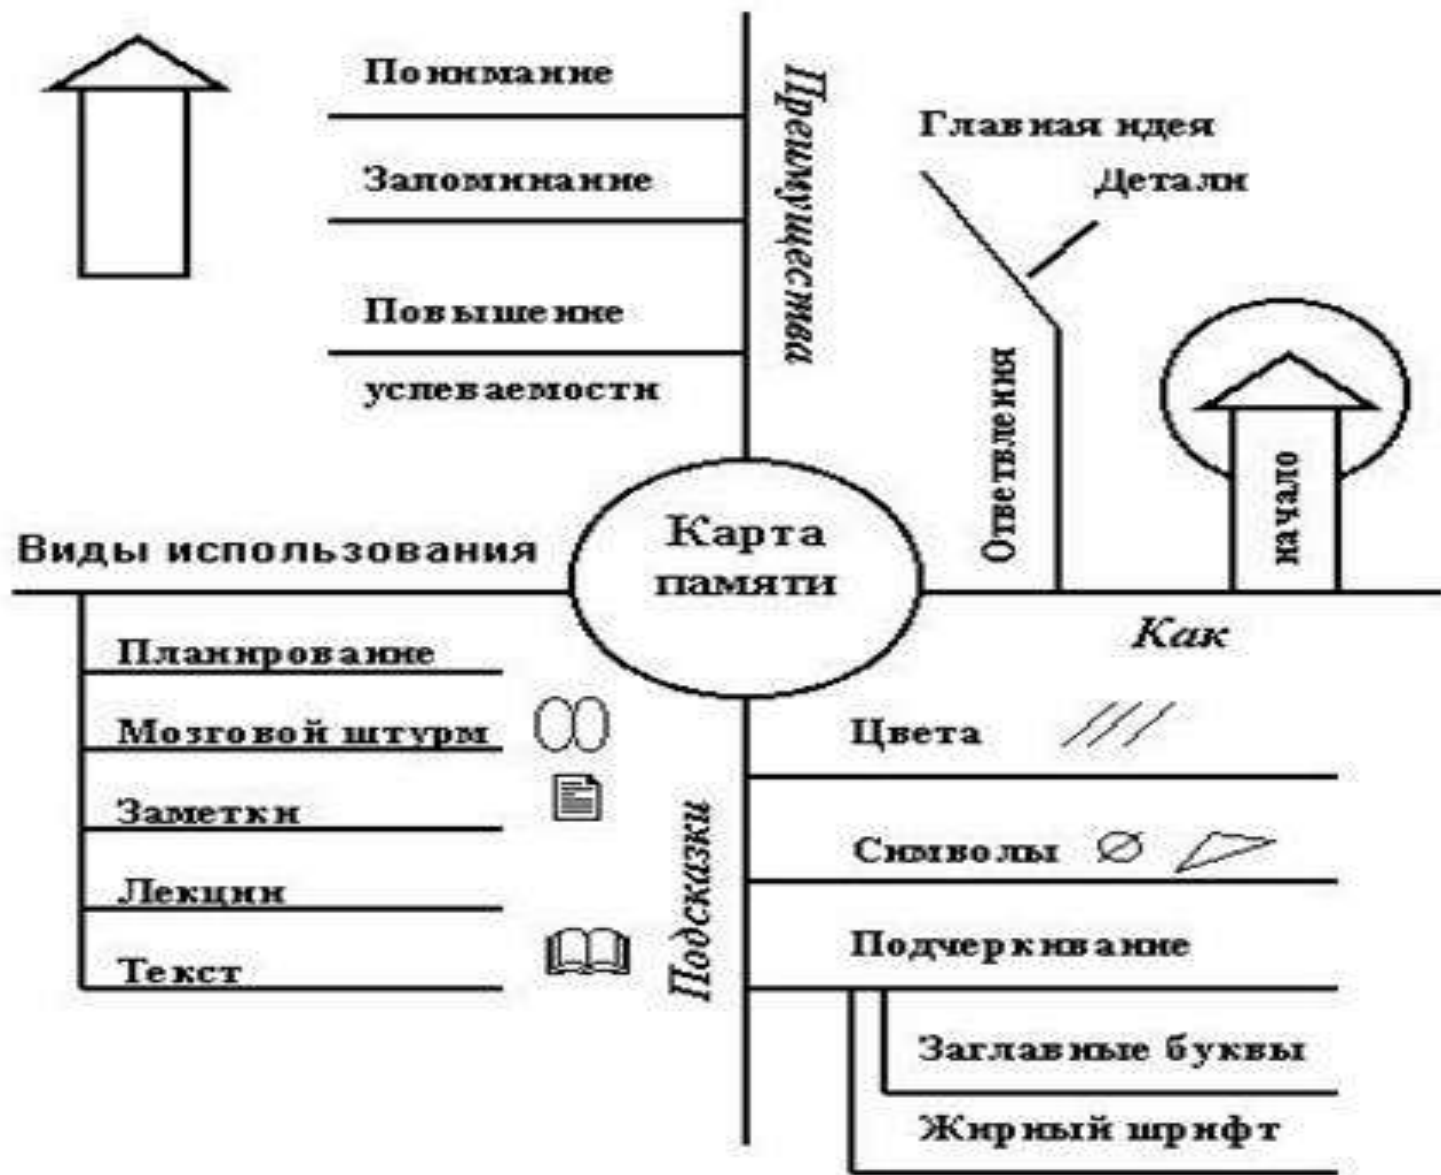 Понимание
Запоминание
Повышение
успеваемости
Преимущества
Главная идея
Детали
Ответвления
начало
Карта
памяти
Как
Виды использования
Планирование
Мозговой штурм
Заметки
Лекции
Текст
Подсказки
Цвета
Символы
Подчеркивание
Заглавные буквы
Жирный шрифт